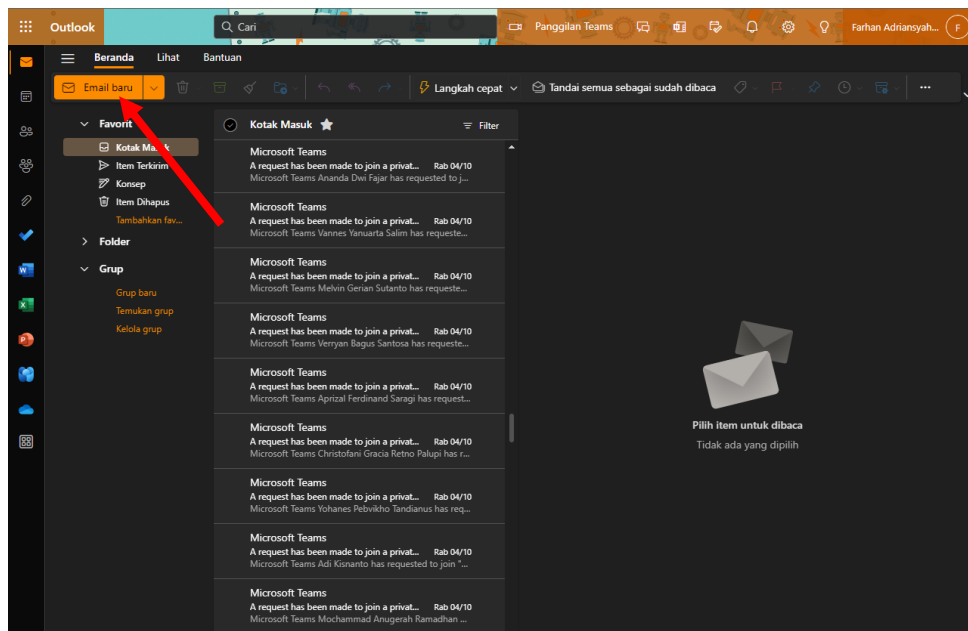 Outlook
Cari
Panggilan Teams
Farhan Adriansyah...
F
Beranda Lihat Bantuan
Email baru
Langkah cepat
Tandai semua sebagai sudah dibaca
Favorit
Kotak Masuk
Item Terkirim
Konsep
Item Dihapus
Tambahkan fav...
Folder
Grup
Grup baru
Temukan grup
Kelola grup
Kotak Masuk
Filter
Microsoft Teams
A request has been made to join a privat... Rab 04/10
Microsoft Teams Ananda Dwi Fajar has requested to j...
Microsoft Teams
A request has been made to join a privat... Rab 04/10
Microsoft Teams Vannes Yanuarta Salim has requeste...
Microsoft Teams
A request has been made to join a privat... Rab 04/10
Microsoft Teams Melvin Gerian Sutanto has requeste...
Microsoft Teams
A request has been made to join a privat... Rab 04/10
Microsoft Teams Verryan Bagus Santosa has requeste...
Microsoft Teams
A request has been made to join a privat... Rab 04/10
Microsoft Teams Aprizal Ferdinand Saragi has request...
Microsoft Teams
A request has been made to join a privat... Rab 04/10
Microsoft Teams Christofani Gracia Retno Palupi has r...
Microsoft Teams
A request has been made to join a privat... Rab 04/10
Microsoft Teams Yohanes Pebvikho Tandianus has req...
Microsoft Teams
A request has been made to join a privat... Rab 04/10
Microsoft Teams Adi Kisnanto has requested to join "...
Microsoft Teams
A request has been made to join a privat... Rab 04/10
Microsoft Teams Mochammad Anugerah Ramadhan ...
Pilih item untuk dibaca
Tidak ada yang dipilih